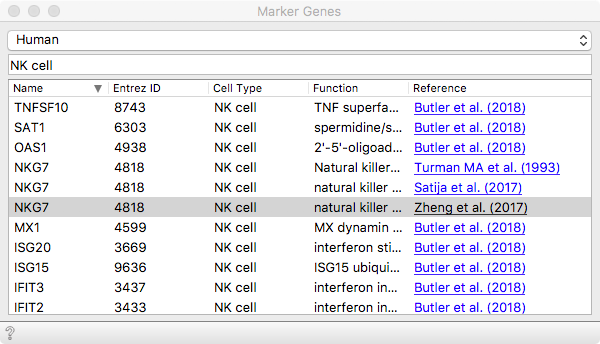 Marker Genes
Human
NK cell
Name Entrez ID Cell Type Function Reference
TNFSF10 8743 NK cell TNF superfa... Butler et al. (2018)
SAT1 6303 NK cell spermidine/s... Butler et al. (2018)
OAS1 4938 NK cell 2'-5'-oligoad... Butler et al. (2018)
NKG7 4818 NK cell Natural killer... Turman MA et al. (1993)
NKG7 4818 NK cell natural killer ... Satija et al. (2017)
NKG7 4818 NK cell natural killer ... Zheng et al. (2017)
MX1 4599 NK cell MX dynamin ... Butler et al. (2018)
ISG20 3669 NK cell interferon sti... Butler et al. (2018)
ISG15 9636 NK cell ISG15 ubiqui... Butler et al. (2018)
IFIT3 3437 NK cell interferon in... Butler et al. (2018)
IFIT2 3433 NK cell interferon in... Butler et al. (2018)
?